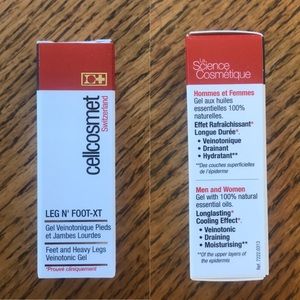 cellcosmet
Switzerland
LEG N' FOOT-XT
Gel Veinotonique Pieds
et Jambes Lourdes
Feet and Heavy Legs
Veinotonic Gel
*Prouvé cliniquement
La
Science
Cosmétique
Hommes et Femmes
Gel aux huiles
essentielles 100%
naturelles.
Effet Rafraîchissant*
Longue Durée*.
• Veinotonique
• Drainant
• Hydratant**
**Des couches superficielles
de l'épiderme
Men and Women
Gel with 100% natural
essential oils.
Longlasting*
Cooling Effect*.
• Veinotonic
• Draining
• Moisturising**
**Of the upper layers of
the epidermis